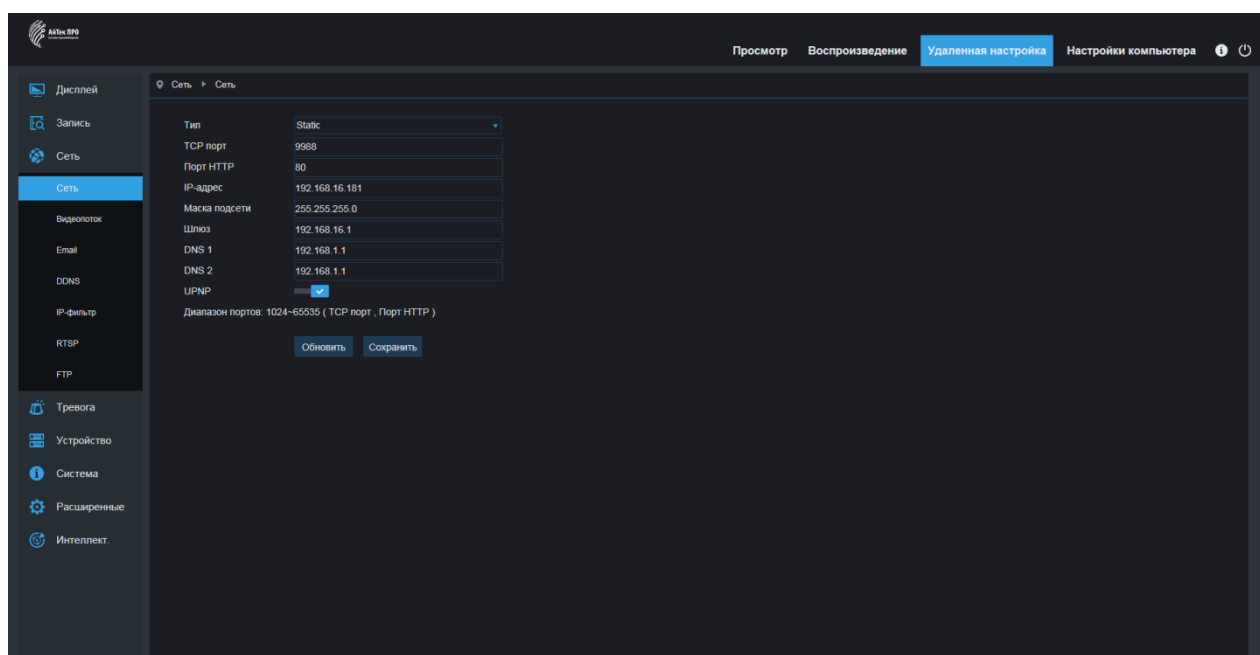 АйТек ПРО
Просмотр Воспроизведение Удаленная настройка Настройки компьютера
Дисплей
Запись
Сеть
Сеть
Видеопоток
Email
DDNS
IP-фильтр
RTSP
FTP
Тревога
Устройство
Система
Расширенные
Интеллект.
Сеть Сеть
Тип Static
TCP порт 9988
Порт HTTP 80
IP-адрес 192.168.16.181
Маска подсети 255.255.255.0
Шлюз 192.168.16.1
DNS 1 192.168.1.1
DNS 2 192.168.1.1
UPNP
Диапазон портов: 1024~65535 ( TCP порт , Порт HTTP )
Обновить Сохранить